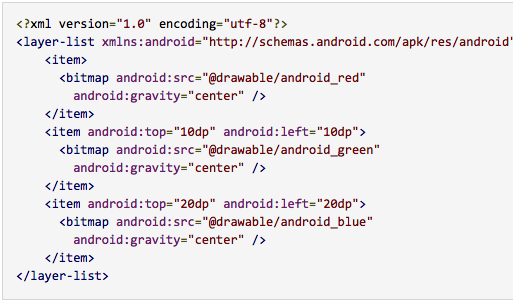 <?xml version="1.0" encoding="utf-8"?>
<layer-list xmlns:android="http://schemas.android.com/apk/res/android"
<item>
<bitmap android:src="@drawable/android_red"
android:gravity="center" />
</item>
<item android:top="10dp" android:left="10dp">
<bitmap android:src="@drawable/android_green"
android:gravity="center" />
</item>
<item android:top="20dp" android:left="20dp">
<bitmap android:src="@drawable/android_blue"
android:gravity="center" />
</item>
</layer-list>